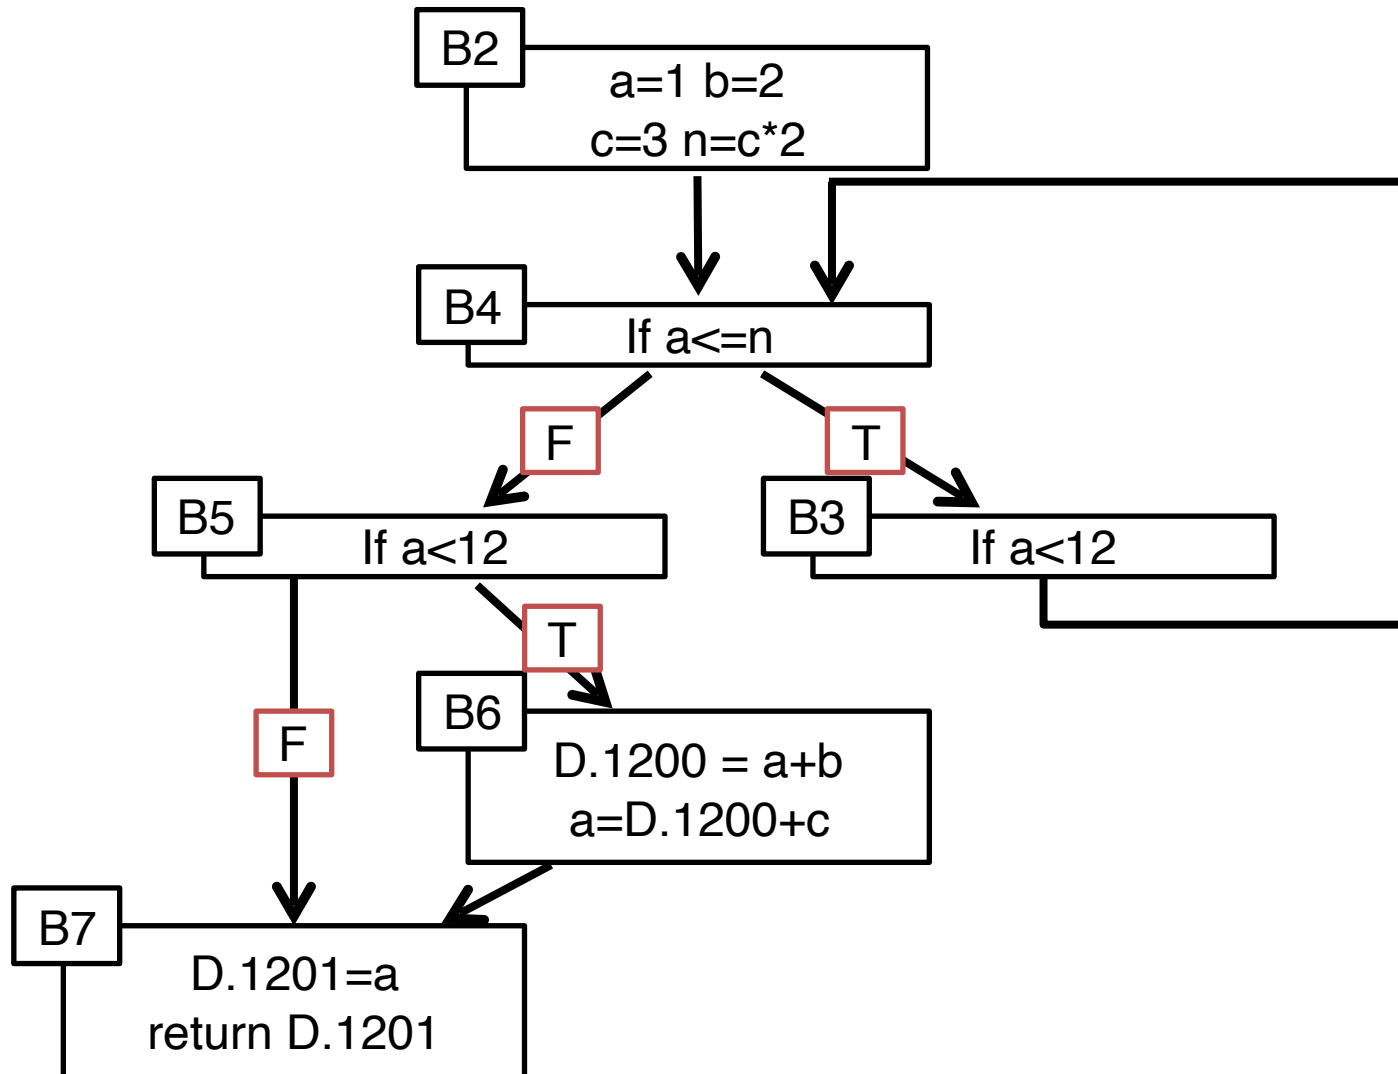 B2
a=1 b=2
c=3 n=c*2
B4
If a<=n
F
T
B5
If a<12
B3
If a<12
T
B6
F
D.1200 = a+b
a=D.1200+c
B7
D.1201=a
return D.1201